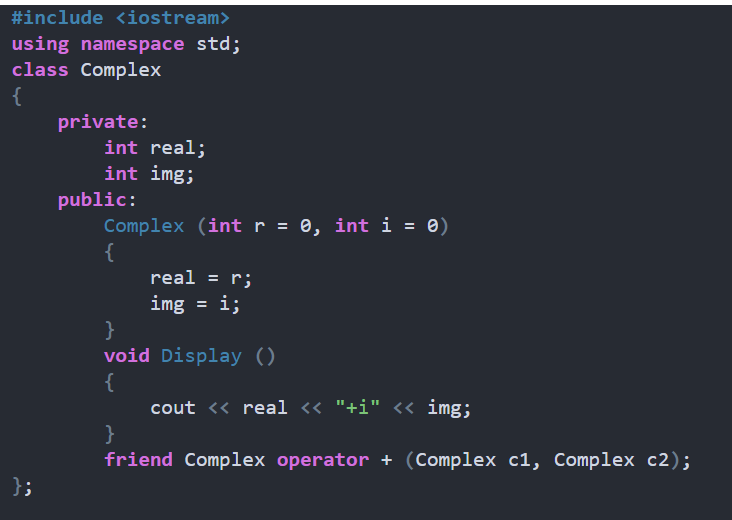 #include <iostream>
using namespace std;
class Complex
{
    private:
        int real;
        int img;
    public:
        Complex (int r = 0, int i = 0)
        {
            real = r;
            img = i;
        }
        void Display ()
        {
            cout << real << "+i" << img;
        }
        friend Complex operator + (Complex c1, Complex c2);
};